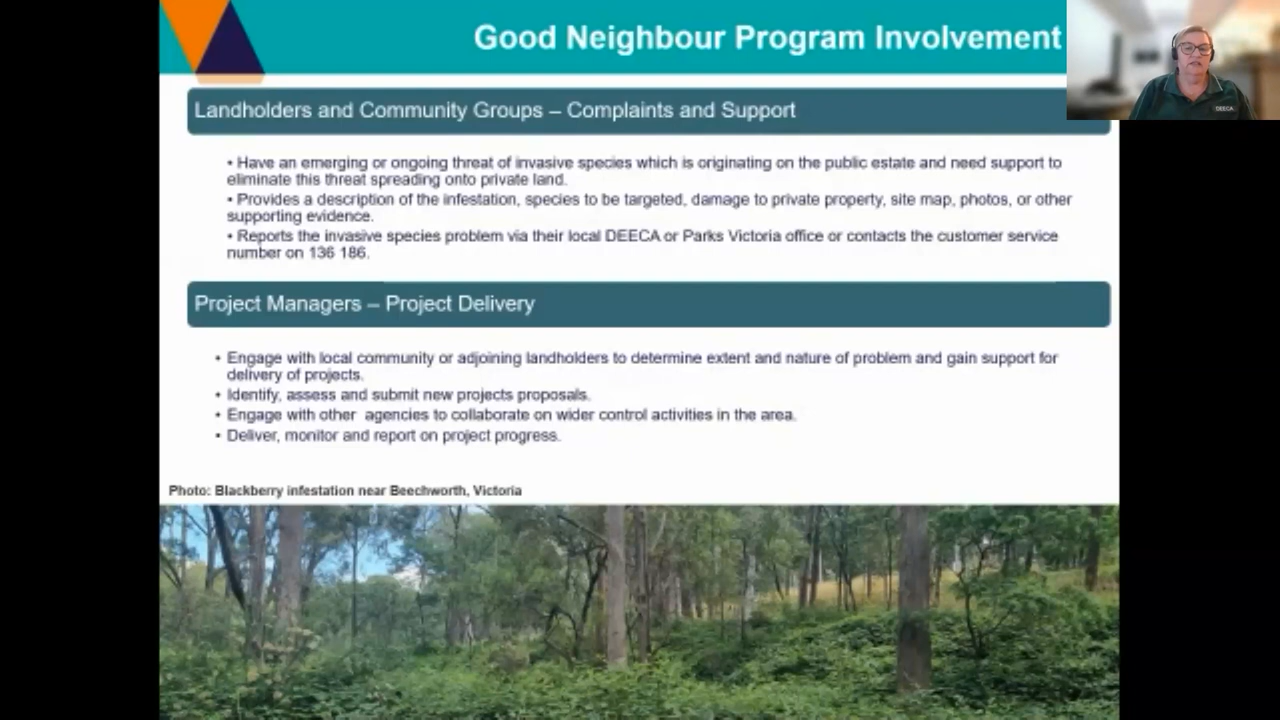 Good Neighbour Program Involvement
Landholders and Community Groups – Complaints and Support
• Have an emerging or ongoing threat of invasive species which is originating on the public estate and need support to
eliminate this threat spreading onto private land.
• Provides a description of the infestation, species to be targeted, damage to private property, site map, photos, or other
supporting evidence.
• Reports the invasive species problem via their local DEECA or Parks Victoria office or contacts the customer service
number on 136 186.
Project Managers – Project Delivery
• Engage with local community or adjoining landholders to determine extent and nature of problem and gain support for
delivery of projects.
• Identify, assess and submit new projects proposals.
• Engage with other  agencies to collaborate on wider control activities in the area.
• Deliver, monitor and report on project progress.
Photo: Blackberry infestation near Beechworth, Victoria
DEECA